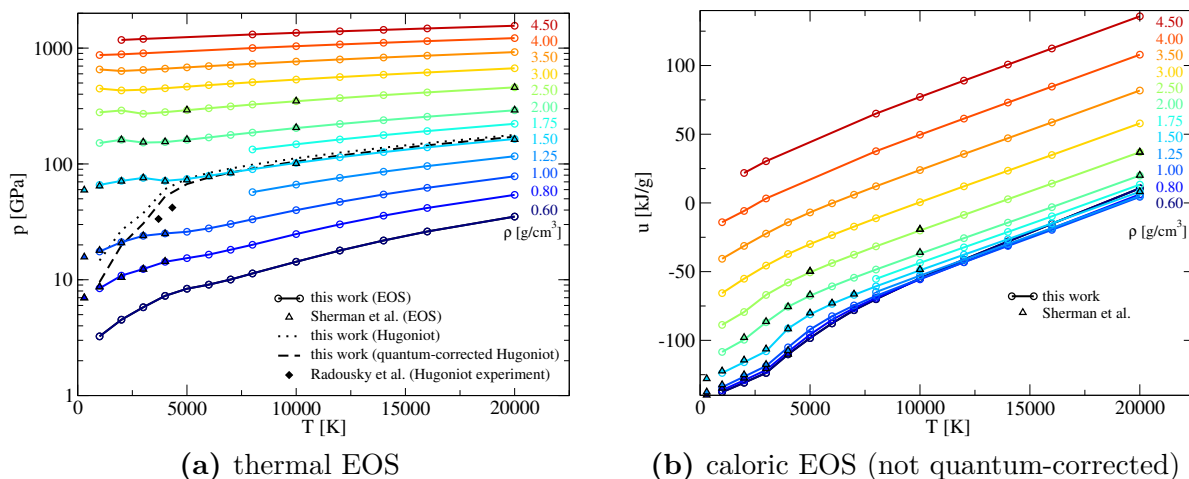 1000
100
10
1
p [GPa]
0
5000
10000
15000
20000
T [K]
4.50
4.00
3.50
3.00
2.50
2.00
1.75
1.50
1.25
1.00
0.80
0.60
ρ [g/cm³]
this work (EOS)
Sherman et al. (EOS)
this work (Hugoniot)
this work (quantum-corrected Hugoniot)
Radousky et al. (Hugoniot experiment)
(a) thermal EOS
100
50
0
-50
-100
u [kJ/g]
0
5000
10000
15000
20000
T [K]
4.50
4.00
3.50
3.00
2.50
2.00
1.75
1.50
1.25
1.00
0.80
0.60
ρ [g/cm³]
this work
Sherman et al.
(b) caloric EOS (not quantum-corrected)